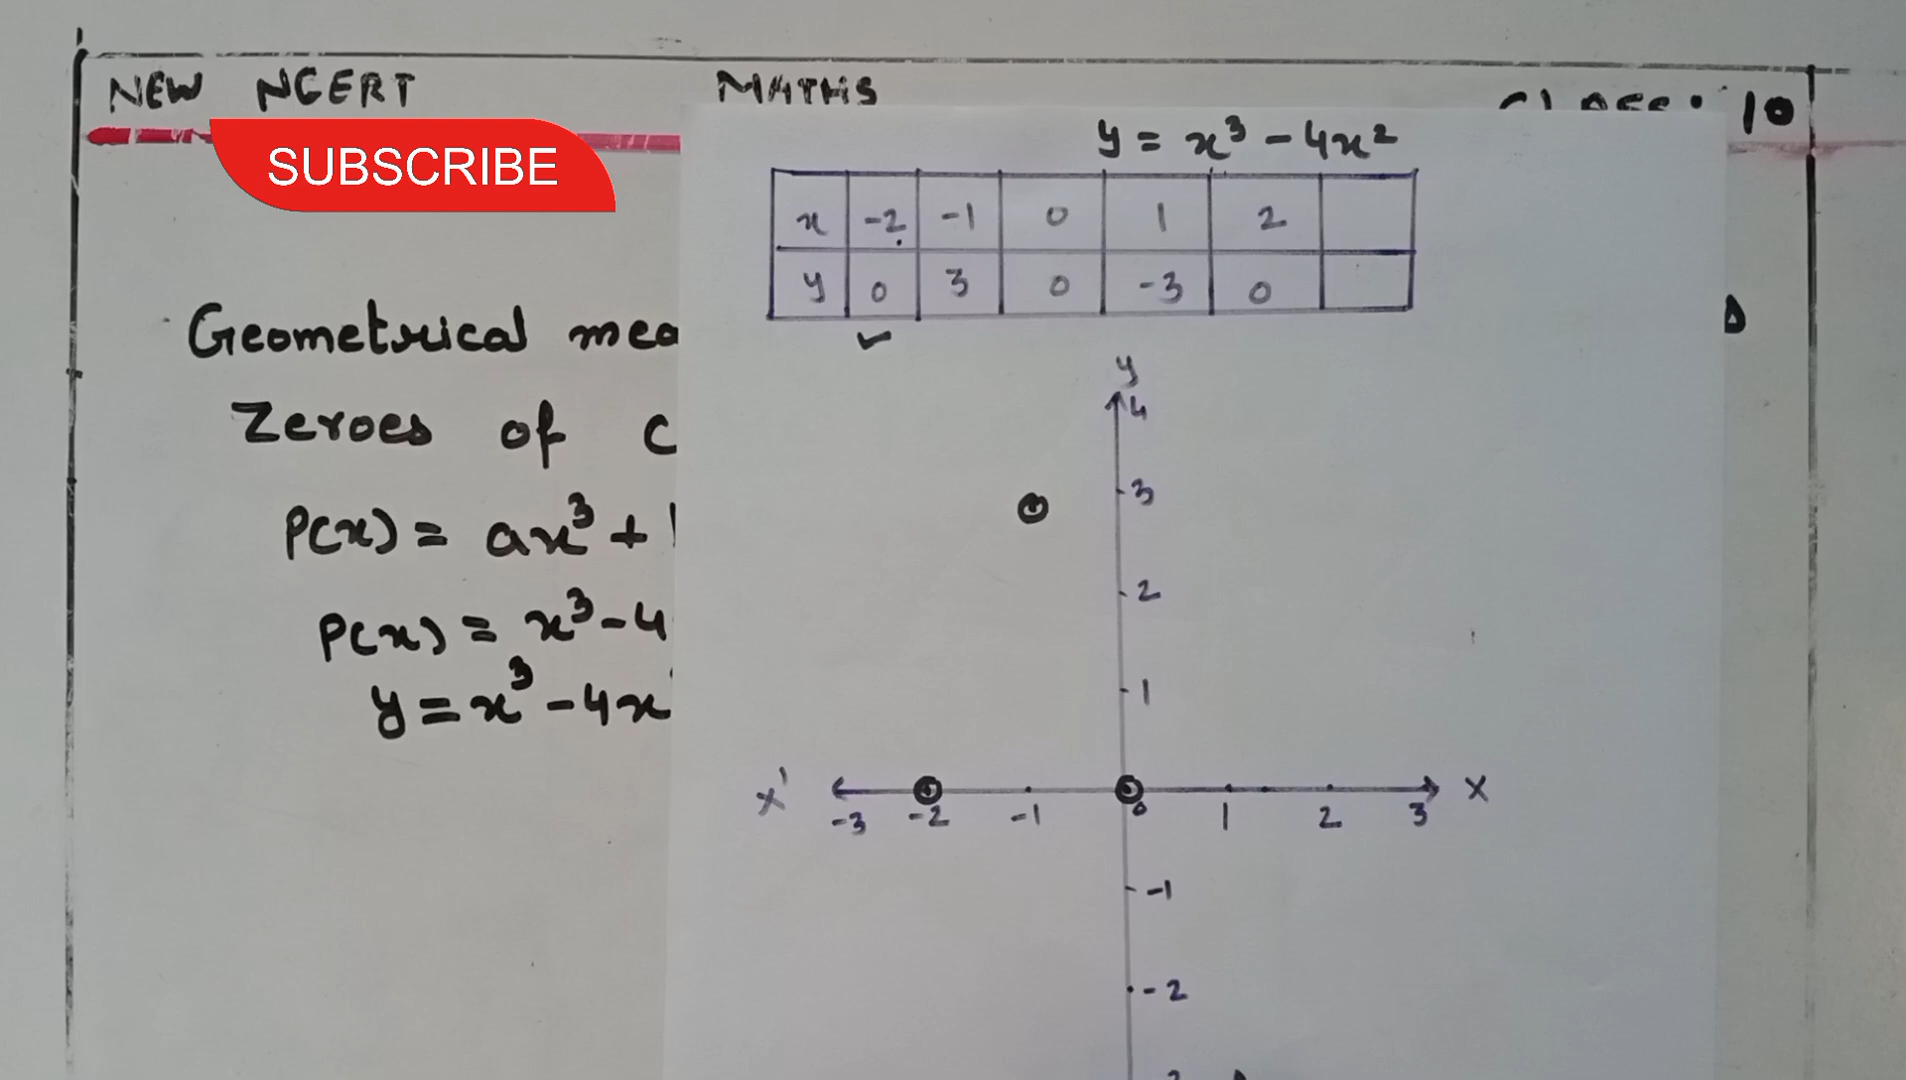 NEW NCERT MATHS CLASS: 10
SUBSCRIBE
y = x³ - 4x²
x -2 -1 0 1 2
y 0 3 0 -3 0
Geometrical mea
Zeroes of c
P(x) = ax³ +
P(x) = x³ - 4
y = x³ - 4x
y
4
3
2
1
x' -3 -2 -1 0 1 2 3 x
-1
-2